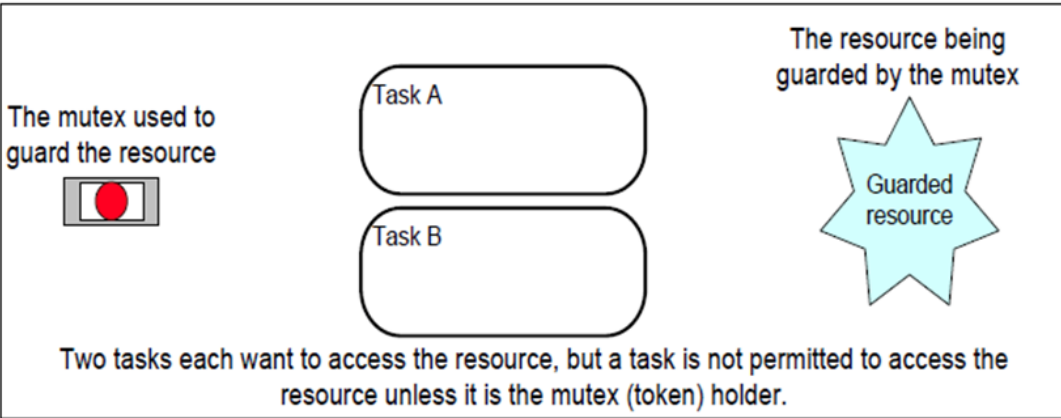 The mutex used to
guard the resource
Task A
Task B
The resource being
guarded by the mutex
Guarded
resource
Two tasks each want to access the resource, but a task is not permitted to access the
resource unless it is the mutex (token) holder.